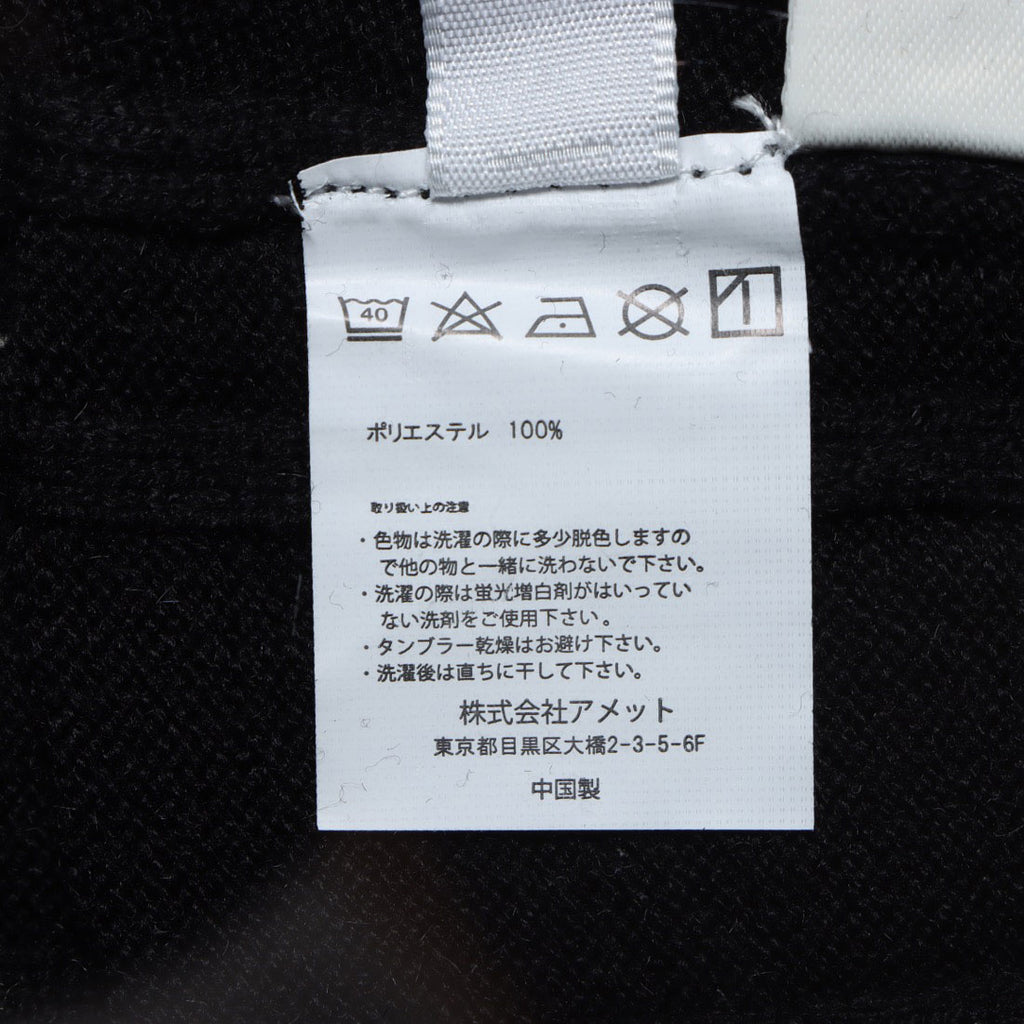 40
ポリエステル 100%
取り扱い上の注意
・色物は洗濯の際に多少脱色しますの
で他の物と一緒に洗わないで下さい。
・洗濯の際は蛍光増白剤がはいってい
ない洗剤をご使用下さい。
・タンブラー乾燥はお避け下さい。
・洗濯後は直ちに干して下さい。
株式会社アメット
東京都目黒区大橋2-3-5-6F
中国製